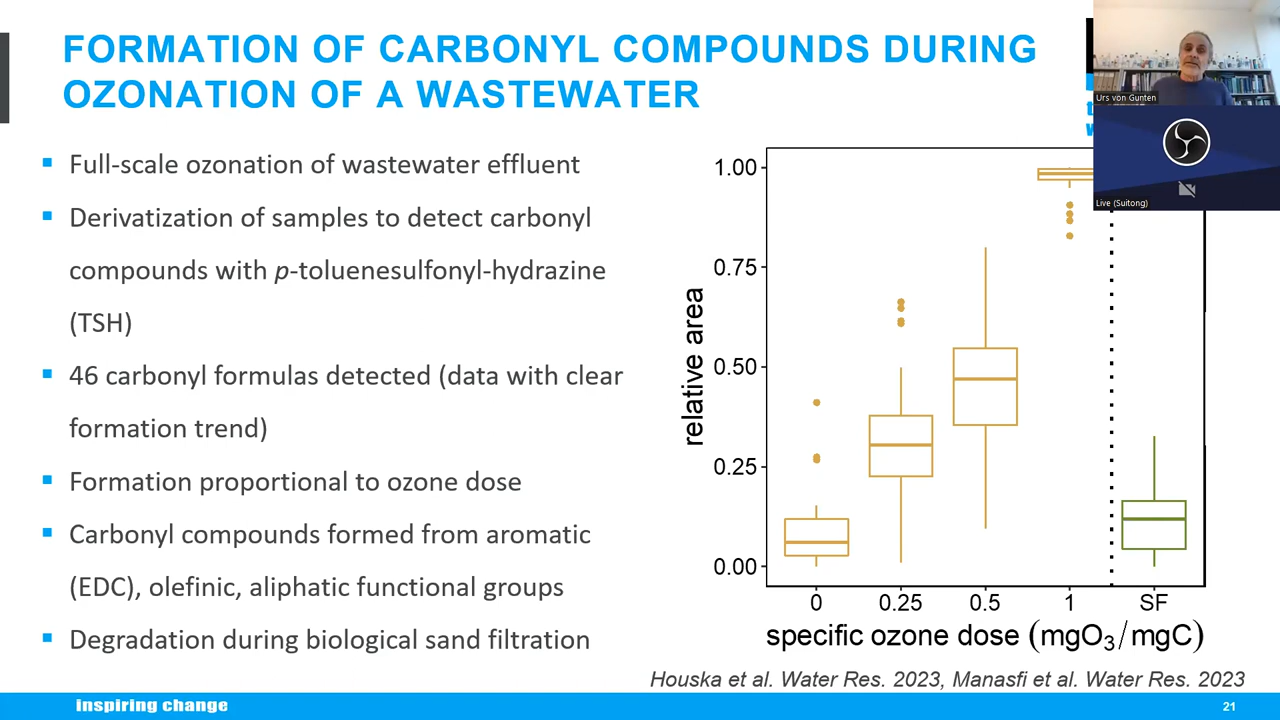 FORMATION OF CARBONYL COMPOUNDS DURING
OZONATION OF A WASTEWATER
Urs von Gunten
Live (Suitong)
Full-scale ozonation of wastewater effluent
Derivatization of samples to detect carbonyl
compounds with p-toluenesulfonyl-hydrazine
(TSH)
46 carbonyl formulas detected (data with clear
formation trend)
Formation proportional to ozone dose
Carbonyl compounds formed from aromatic
(EDC), olefinic, aliphatic functional groups
Degradation during biological sand filtration
relative area
1.00
0.75
0.50
0.25
0.00
0 0.25 0.5 1 SF
specific ozone dose (mgO₃/mgC)
Houska et al. Water Res. 2023, Manasfi et al. Water Res. 2023
inspiring change
21